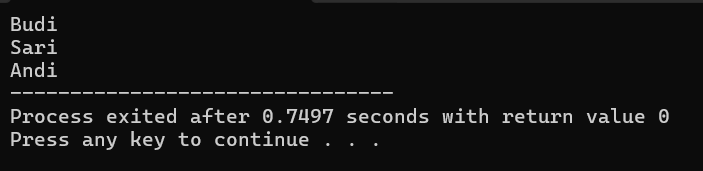 Budi
Sari
Andi
--------------------------------
Process exited after 0.7497 seconds with return value 0
Press any key to continue . . .